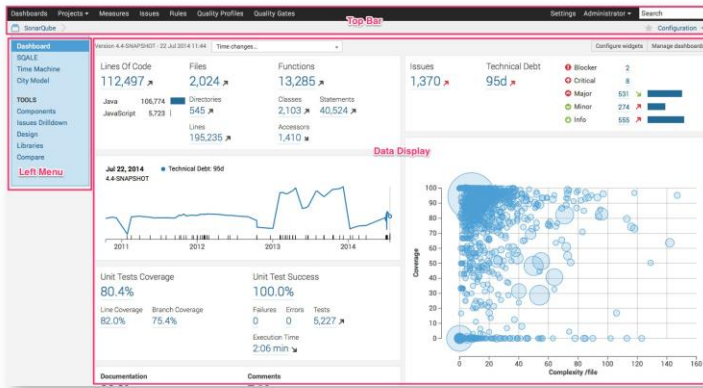 Dashboards Projects Measures Issues Rules Quality Profiles Quality Gates Settings Administrator Search
Top Bar
SonarQube Configuration
Dashboard
SQALE
Time Machine
City Model
TOOLS
Components
Issues Drilldown
Design
Libraries
Compare
Left Menu
Version 4.4-SNAPSHOT - 22 Jul 2014 11:44 Time changes... Configure widgets Manage dashboards
Lines Of Code Files Functions
112,497 2,024 13,285
Java 106,774
JavaScript 5,723
Directories
545
Lines
195,235
Classes Statements
2,103 40,524
Accessors
1,410
Issues Technical Debt
1,370 95d
Blocker 2
Critical 8
Major 531
Minor 274
Info 555
Data Display
Jul 22, 2014 Technical Debt: 95d
4.4-SNAPSHOT
2011 2012 2013 2014
Unit Tests Coverage Unit Test Success
80.4% 100.0%
Line Coverage Branch Coverage Failures Errors Tests
82.0% 75.4% 0 0 5,227
Execution Time
2:06 min
Documentation Comments
Coverage
100
90
80
70
60
50
40
30
20
10
0
0 20 40 60 80 100 120 140 160
Complexity /file